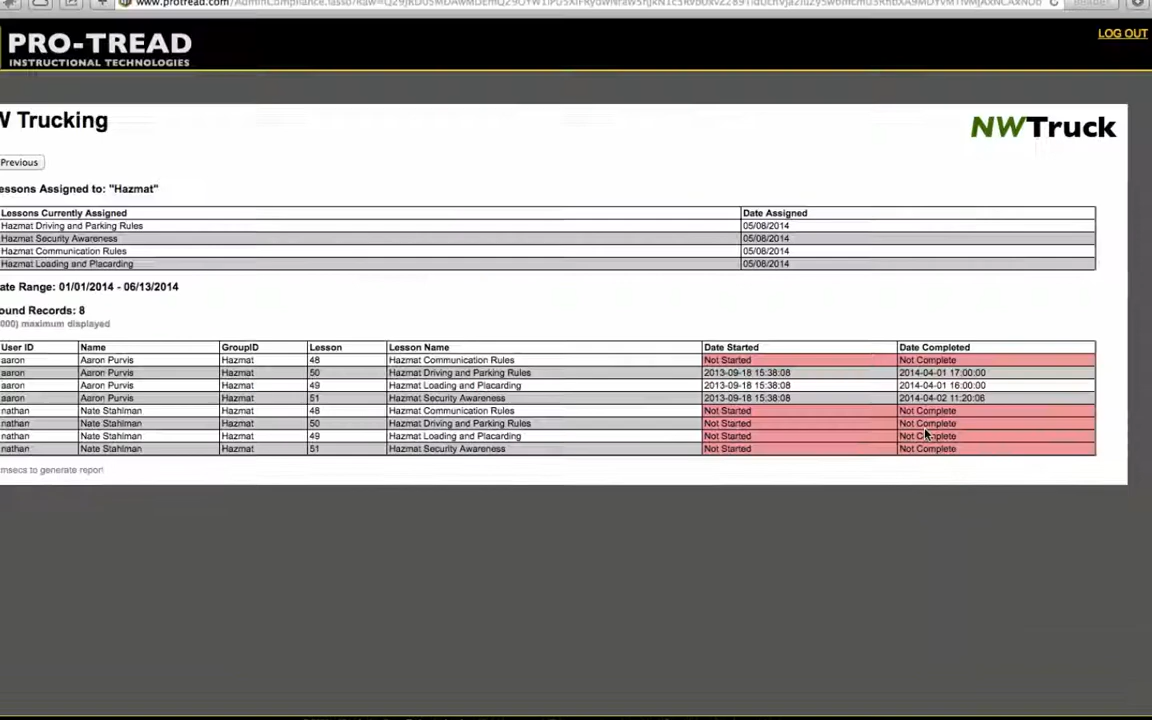 PRO-TREAD
INSTRUCTIONAL TECHNOLOGIES
LOG OUT
W Trucking
NWTruck
Previous
essons Assigned to: "Hazmat"
Lessons Currently Assigned Date Assigned
Hazmat Driving and Parking Rules 05/08/2014
Hazmat Security Awareness 05/08/2014
Hazmat Communication Rules 05/08/2014
Hazmat Loading and Placarding 05/08/2014
ate Range: 01/01/2014 - 06/13/2014
ound Records: 8
000) maximum displayed
User ID Name GroupID Lesson Lesson Name Date Started Date Completed
aaron Aaron Purvis Hazmat 48 Hazmat Communication Rules Not Started Not Complete
aaron Aaron Purvis Hazmat 50 Hazmat Driving and Parking Rules 2013-09-18 15:38:08 2014-04-01 17:00:00
aaron Aaron Purvis Hazmat 49 Hazmat Loading and Placarding 2013-09-18 15:38:08 2014-04-01 16:00:00
aaron Aaron Purvis Hazmat 51 Hazmat Security Awareness 2013-09-18 15:38:08 2014-04-02 11:20:06
nathan Nate Stahlman Hazmat 48 Hazmat Communication Rules Not Started Not Complete
nathan Nate Stahlman Hazmat 50 Hazmat Driving and Parking Rules Not Started Not Complete
nathan Nate Stahlman Hazmat 49 Hazmat Loading and Placarding Not Started Not Complete
nathan Nate Stahlman Hazmat 51 Hazmat Security Awareness Not Started Not Complete
msecs to generate report